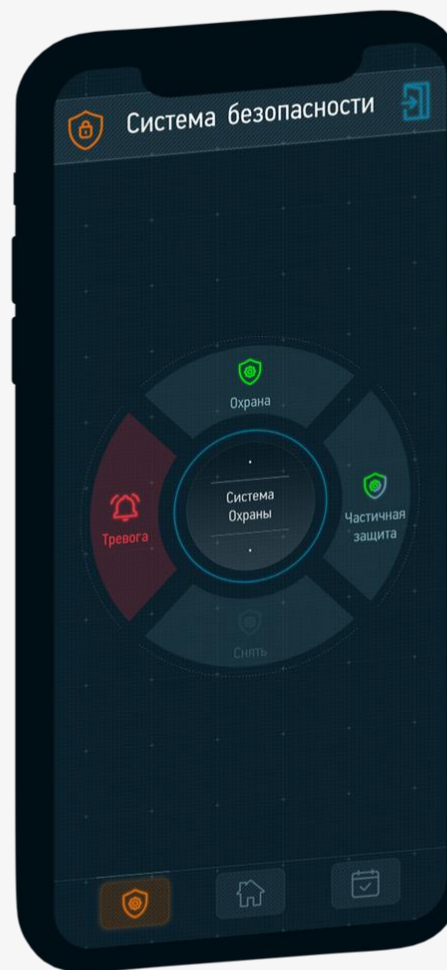 Система безопасности
Охрана
Тревога
Система
Охраны
Частичная
защита
Снять